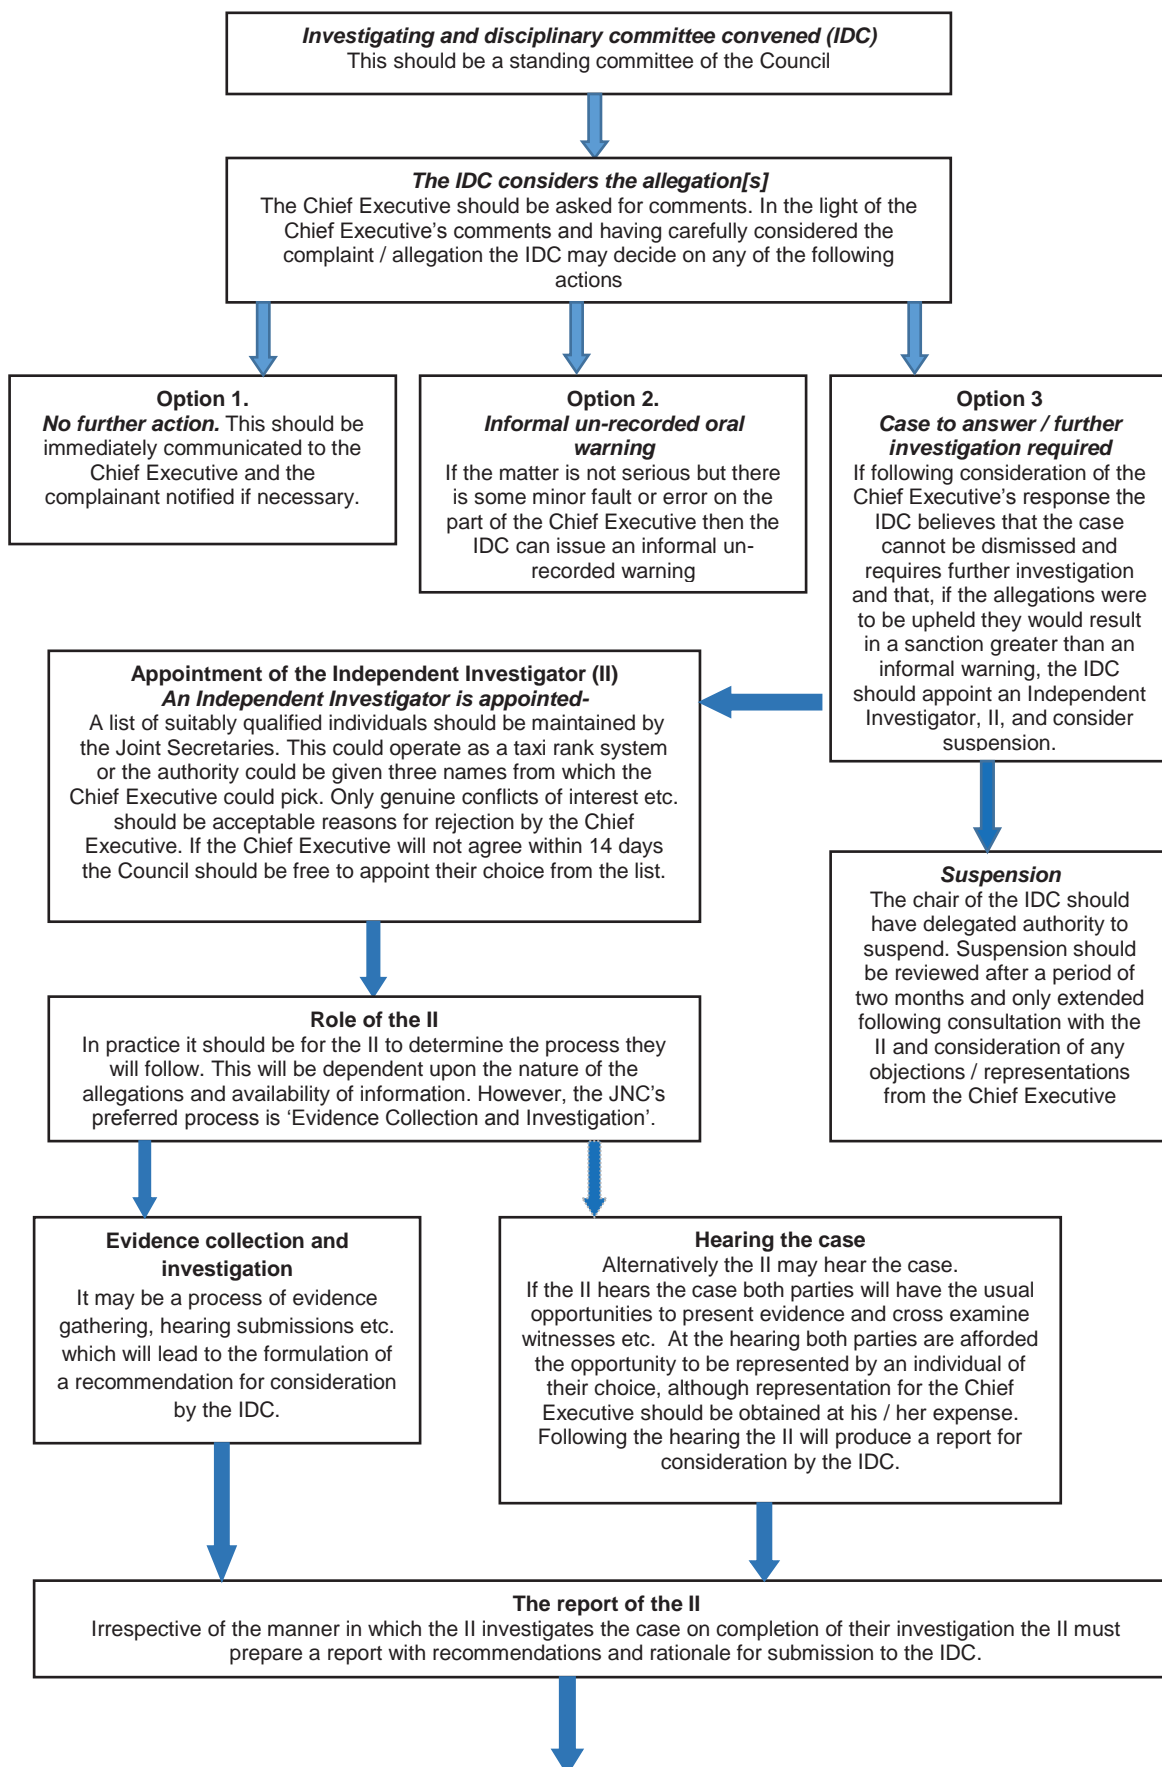 Investigating and disciplinary committee convened (IDC)
This should be a standing committee of the Council
The IDC considers the allegation[s]
The Chief Executive should be asked for comments. In the light of the
Chief Executive’s comments and having carefully considered the
complaint / allegation the IDC may decide on any of the following
actions
Option 1.
No further action. This should be
immediately communicated to the
Chief Executive and the
complainant notified if necessary.
Option 2.
Informal un-recorded oral
warning
If the matter is not serious but there
is some minor fault or error on the
part of the Chief Executive then the
IDC can issue an informal un-
recorded warning
Option 3
Case to answer / further
investigation required
If following consideration of the
Chief Executive’s response the
IDC believes that the case
cannot be dismissed and
requires further investigation
and that, if the allegations were
to be upheld they would result
in a sanction greater than an
informal warning, the IDC
should appoint an Independent
Investigator, II, and consider
suspension.
Appointment of the Independent Investigator (II)
An Independent Investigator is appointed-
A list of suitably qualified individuals should be maintained by
the Joint Secretaries. This could operate as a taxi rank system
or the authority could be given three names from which the
Chief Executive could pick. Only genuine conflicts of interest etc.
should be acceptable reasons for rejection by the Chief
Executive. If the Chief Executive will not agree within 14 days
the Council should be free to appoint their choice from the list.
Suspension
The chair of the IDC should
have delegated authority to
suspend. Suspension should
be reviewed after a period of
two months and only extended
following consultation with the
II and consideration of any
objections / representations
from the Chief Executive
Role of the II
In practice it should be for the II to determine the process they
will follow. This will be dependent upon the nature of the
allegations and availability of information. However, the JNC’s
preferred process is ‘Evidence Collection and Investigation’.
Evidence collection and
investigation
It may be a process of evidence
gathering, hearing submissions etc.
which will lead to the formulation of
a recommendation for consideration
by the IDC.
Hearing the case
Alternatively the II may hear the case.
If the II hears the case both parties will have the usual
opportunities to present evidence and cross examine
witnesses etc.  At the hearing both parties are afforded
the opportunity to be represented by an individual of
their choice, although representation for the Chief
Executive should be obtained at his / her expense.
Following the hearing the II will produce a report for
consideration by the IDC.
The report of the II
Irrespective of the manner in which the II investigates the case on completion of their investigation the II must
prepare a report with recommendations and rationale for submission to the IDC.